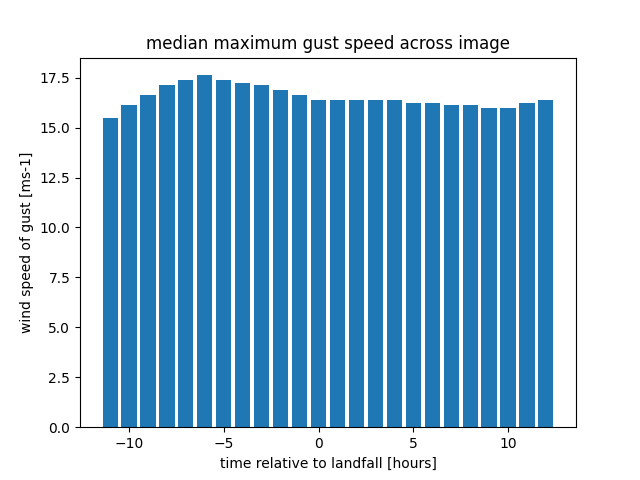 median maximum gust speed across image
wind speed of gust [ms-1]
17.5
15.0
12.5
10.0
7.5
5.0
2.5
0.0
−10 −5 0 5 10
time relative to landfall [hours]